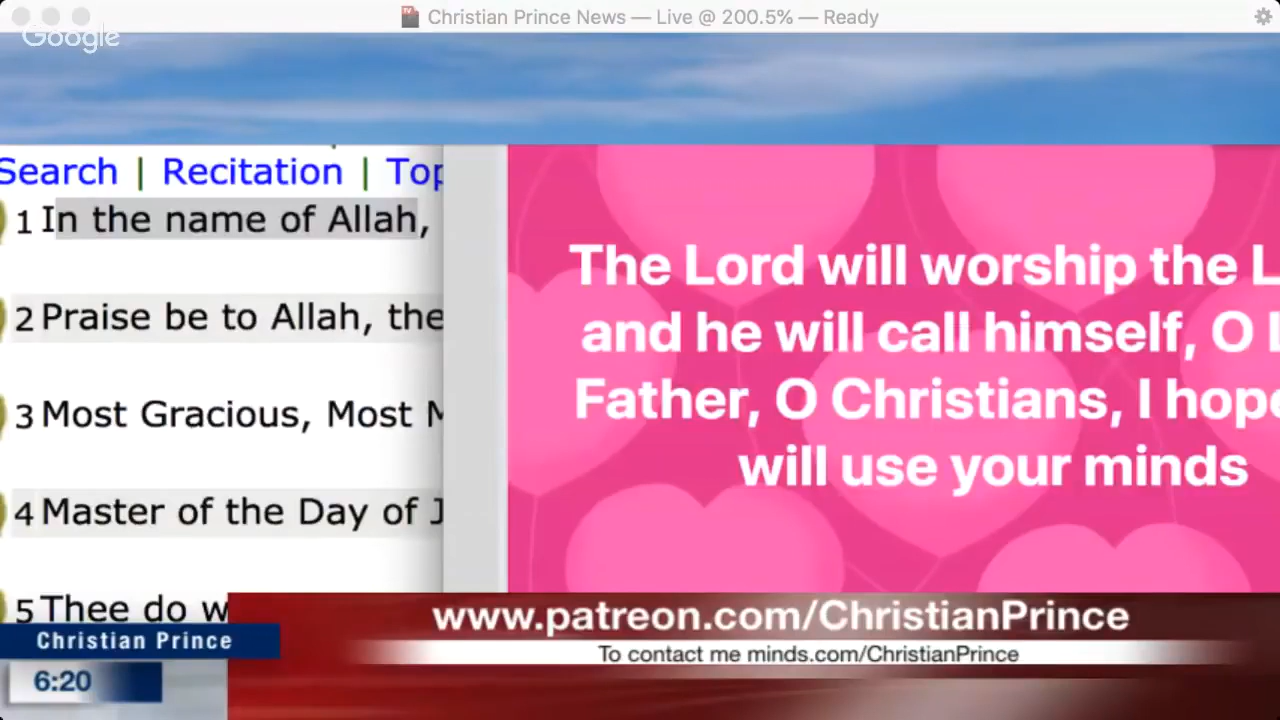 Christian Prince News — Live @ 200.5% — Ready
Google
Search | Recitation | Top
1 In the name of Allah,
2 Praise be to Allah, the
3 Most Gracious, Most M
4 Master of the Day of J
5 Thee do w
The Lord will worship the L
and he will call himself, O L
Father, O Christians, I hope
will use your minds
www.patreon.com/ChristianPrince
To contact me minds.com/ChristianPrince
Christian Prince
6:20